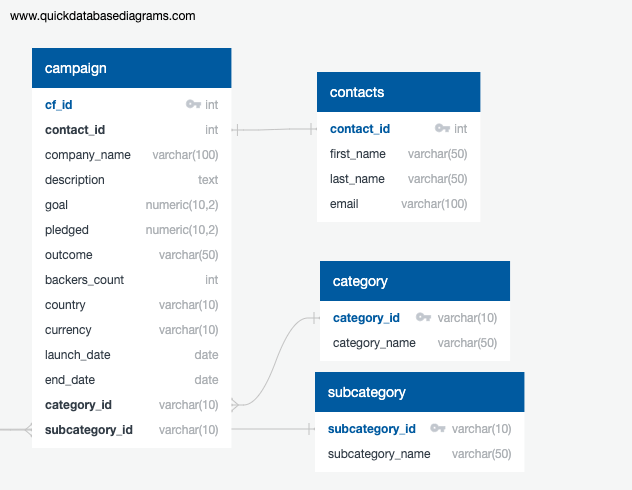 www.quickdatabasediagrams.com
campaign
cf_id int
contact_id int
company_name varchar(100)
description text
goal numeric(10,2)
pledged numeric(10,2)
outcome varchar(50)
backers_count int
country varchar(10)
currency varchar(10)
launch_date date
end_date date
category_id varchar(10)
subcategory_id varchar(10)
contacts
contact_id int
first_name varchar(50)
last_name varchar(50)
email varchar(100)
category
category_id varchar(10)
category_name varchar(50)
subcategory
subcategory_id varchar(10)
subcategory_name varchar(50)